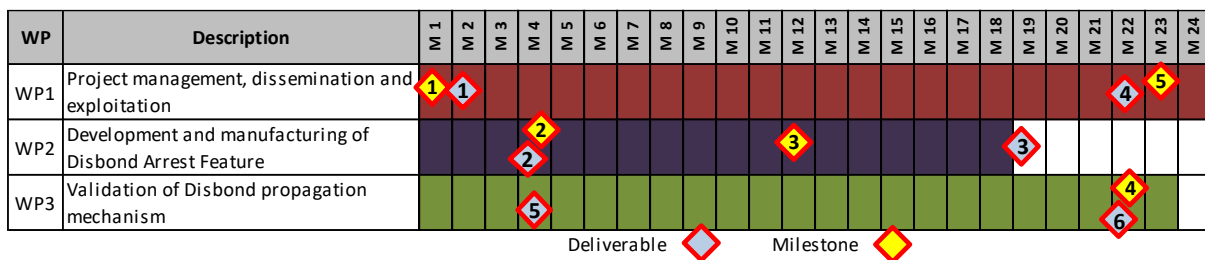 WP Description M 1 M 2 M 3 M 4 M 5 M 6 M 7 M 8 M 9 M 10 M 11 M 12 M 13 M 14 M 15 M 16 M 17 M 18 M 19 M 20 M 21 M 22 M 23 M 24
WP1 Project management, dissemination and
exploitation
1 1 4 5
WP2 Development and manufacturing of
Disbond Arrest Feature
2 2 3 3
WP3 Validation of Disbond propagation
mechanism
5 4 6
Deliverable Milestone